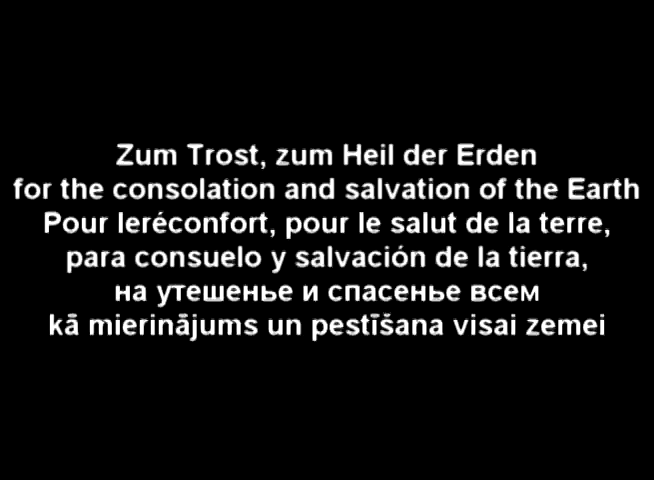 Zum Trost, zum Heil der Erden
for the consolation and salvation of the Earth
Pour leréconfort, pour le salut de la terre,
para consuelo y salvación de la tierra,
на утешенье и спасенье всем
kā mierinājums un pestīšana visai zemei